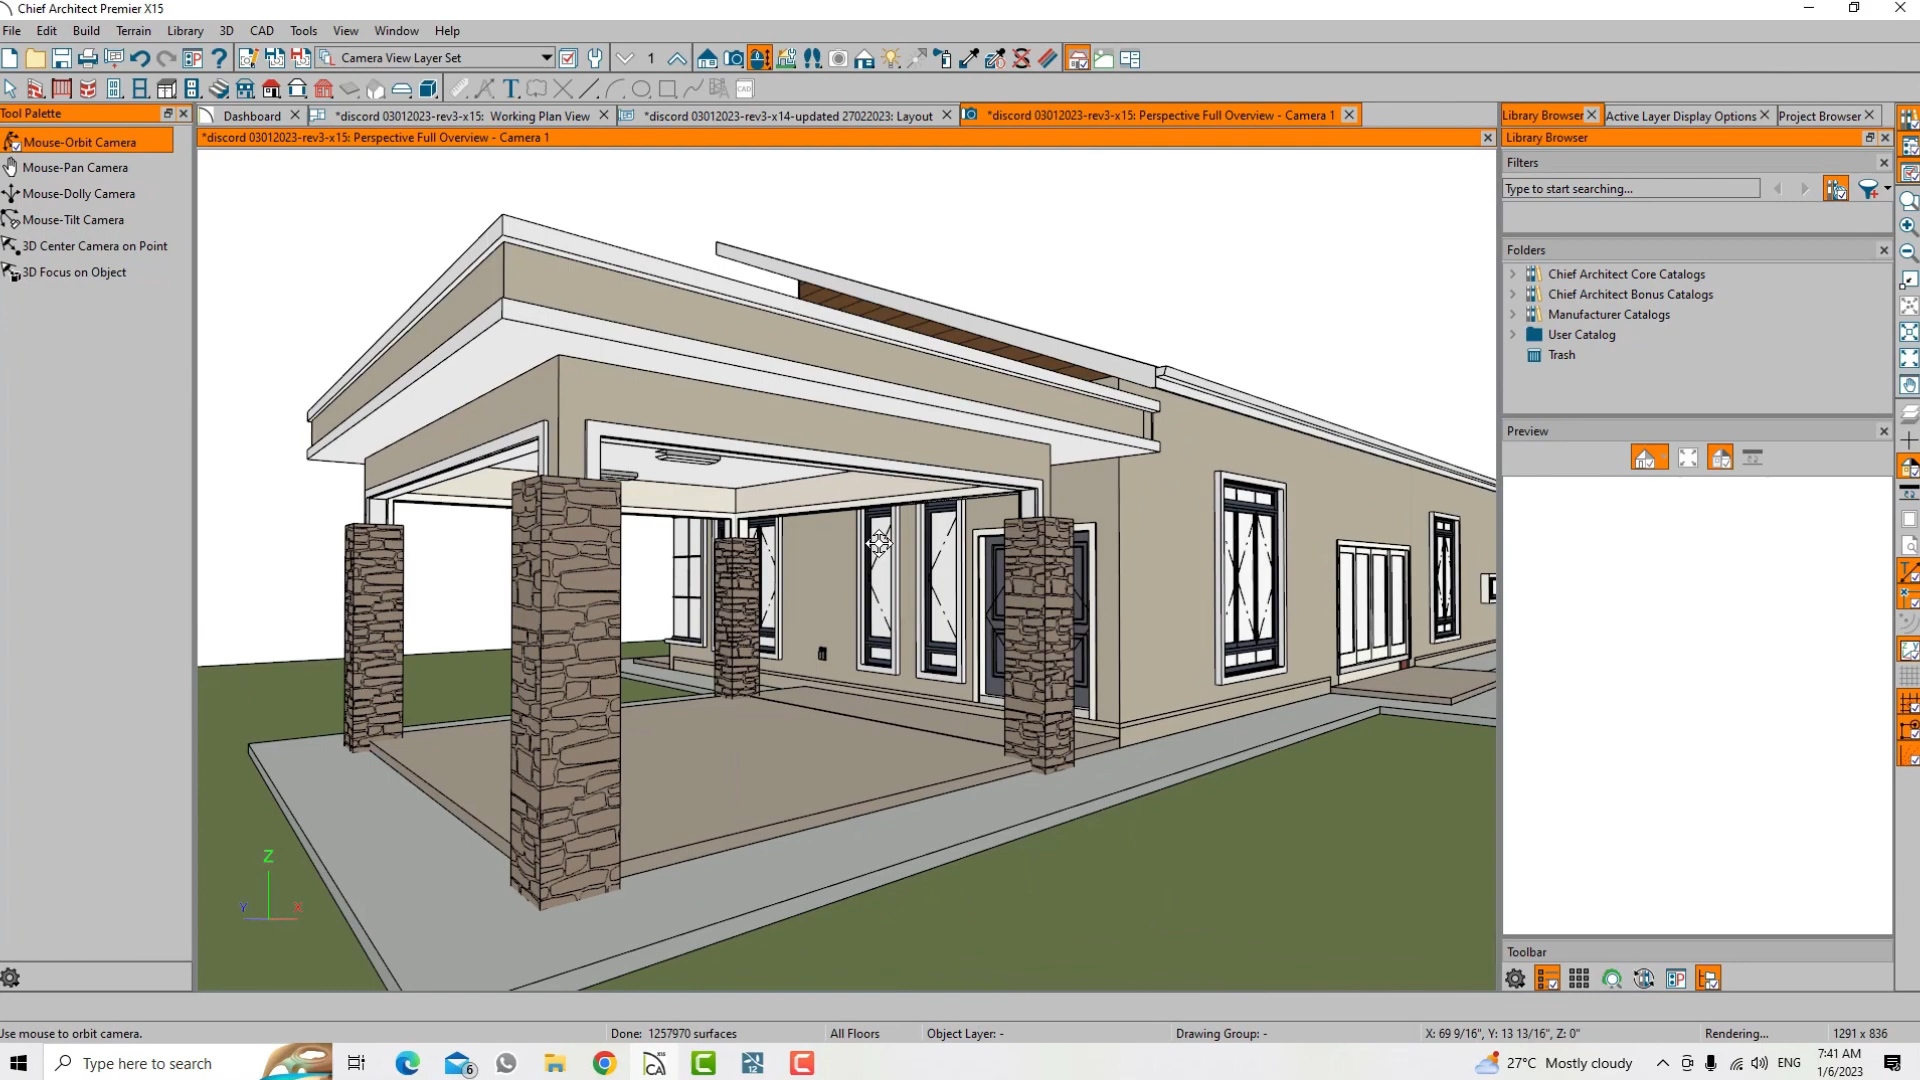 Chief Architect Premier X15
File Edit Build Terrain Library 3D CAD Tools View Window Help
Camera View Layer Set 1
Tool Palette
Dashboard
*discord 03012023-rev3-x15: Working Plan View
*discord 03012023-rev3-x14-updated 27022023: Layout
*discord 03012023-rev3-x15: Perspective Full Overview - Camera 1
Library Browser
Active Layer Display Options
Project Browser
*discord 03012023-rev3-x15: Perspective Full Overview - Camera 1
Library Browser
Mouse-Orbit Camera
Mouse-Pan Camera
Mouse-Dolly Camera
Mouse-Tilt Camera
3D Center Camera on Point
3D Focus on Object
Filters
Type to start searching...
Folders
Chief Architect Core Catalogs
Chief Architect Bonus Catalogs
Manufacturer Catalogs
User Catalog
Trash
Preview
Z
Y X
Toolbar
Use mouse to orbit camera.
Done: 1257970 surfaces
All Floors
Object Layer: -
Drawing Group: -
X: 69 9/16", Y: 13 13/16", Z: 0"
Rendering...
1291 x 836
Type here to search
6
27°C Mostly cloudy
ENG
7:41 AM
1/6/2023